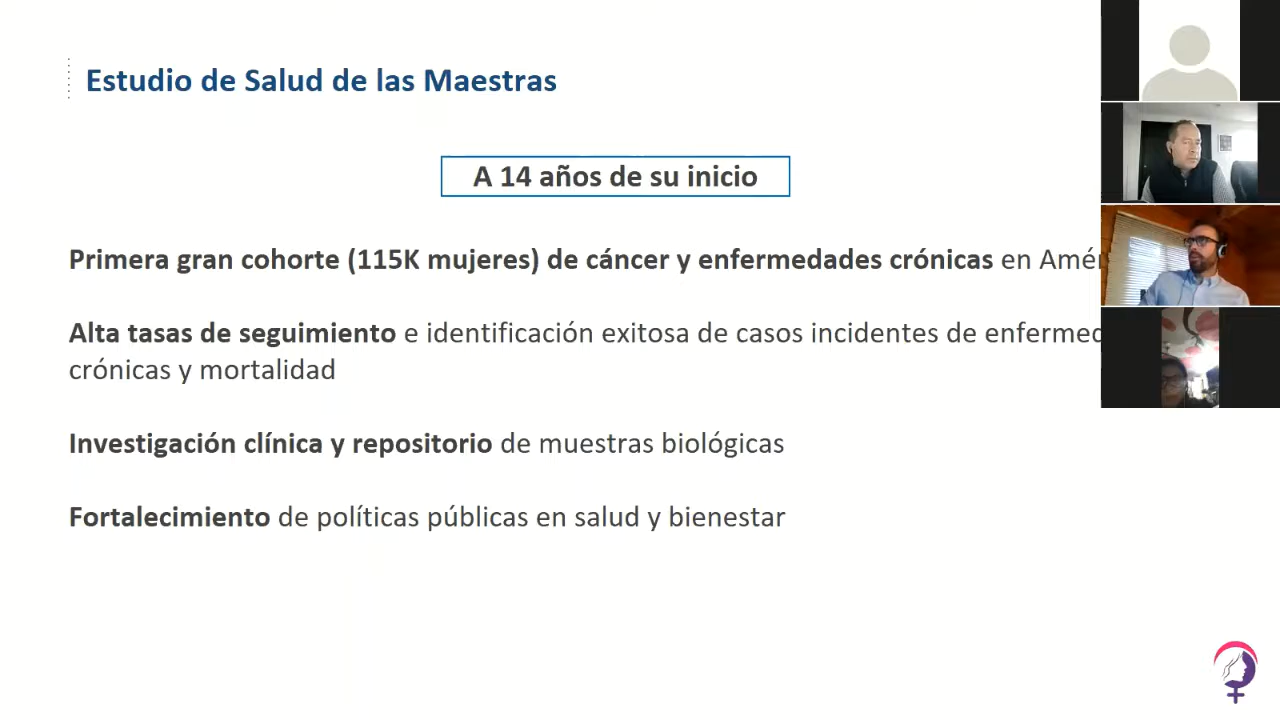 Estudio de Salud de las Maestras
A 14 años de su inicio
Primera gran cohorte (115K mujeres) de cáncer y enfermedades crónicas en Amér
Alta tasas de seguimiento e identificación exitosa de casos incidentes de enfermed
crónicas y mortalidad
Investigación clínica y repositorio de muestras biológicas
Fortalecimiento de políticas públicas en salud y bienestar